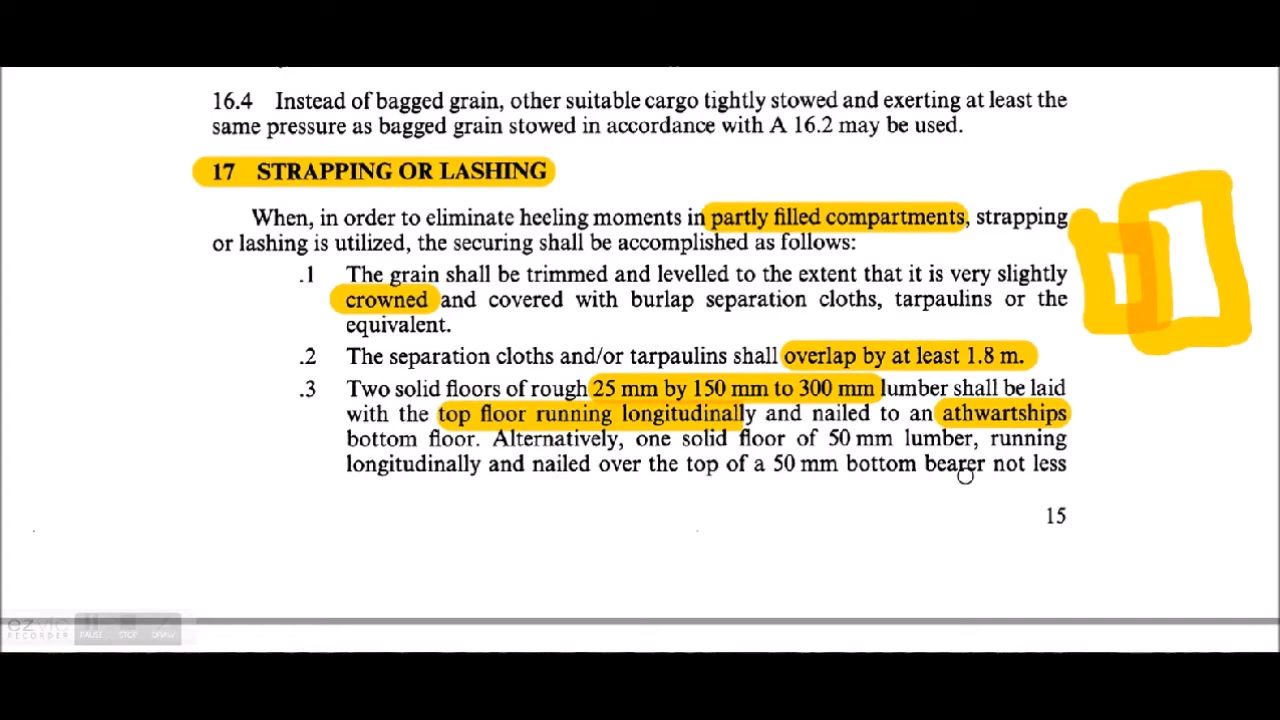 16.4 Instead of bagged grain, other suitable cargo tightly stowed and exerting at least the
same pressure as bagged grain stowed in accordance with A 16.2 may be used.
17 STRAPPING OR LASHING
When, in order to eliminate heeling moments in partly filled compartments, strapping
or lashing is utilized, the securing shall be accomplished as follows:
.1 The grain shall be trimmed and levelled to the extent that it is very slightly
crowned and covered with burlap separation cloths, tarpaulins or the
equivalent.
.2 The separation cloths and/or tarpaulins shall overlap by at least 1.8 m.
.3 Two solid floors of rough 25 mm by 150 mm to 300 mm lumber shall be laid
with the top floor running longitudinally and nailed to an athwartships
bottom floor. Alternatively, one solid floor of 50 mm lumber, running
longitudinally and nailed over the top of a 50 mm bottom bearer not less
15
ezvic
RECORDER PAUSE STOP DRAW